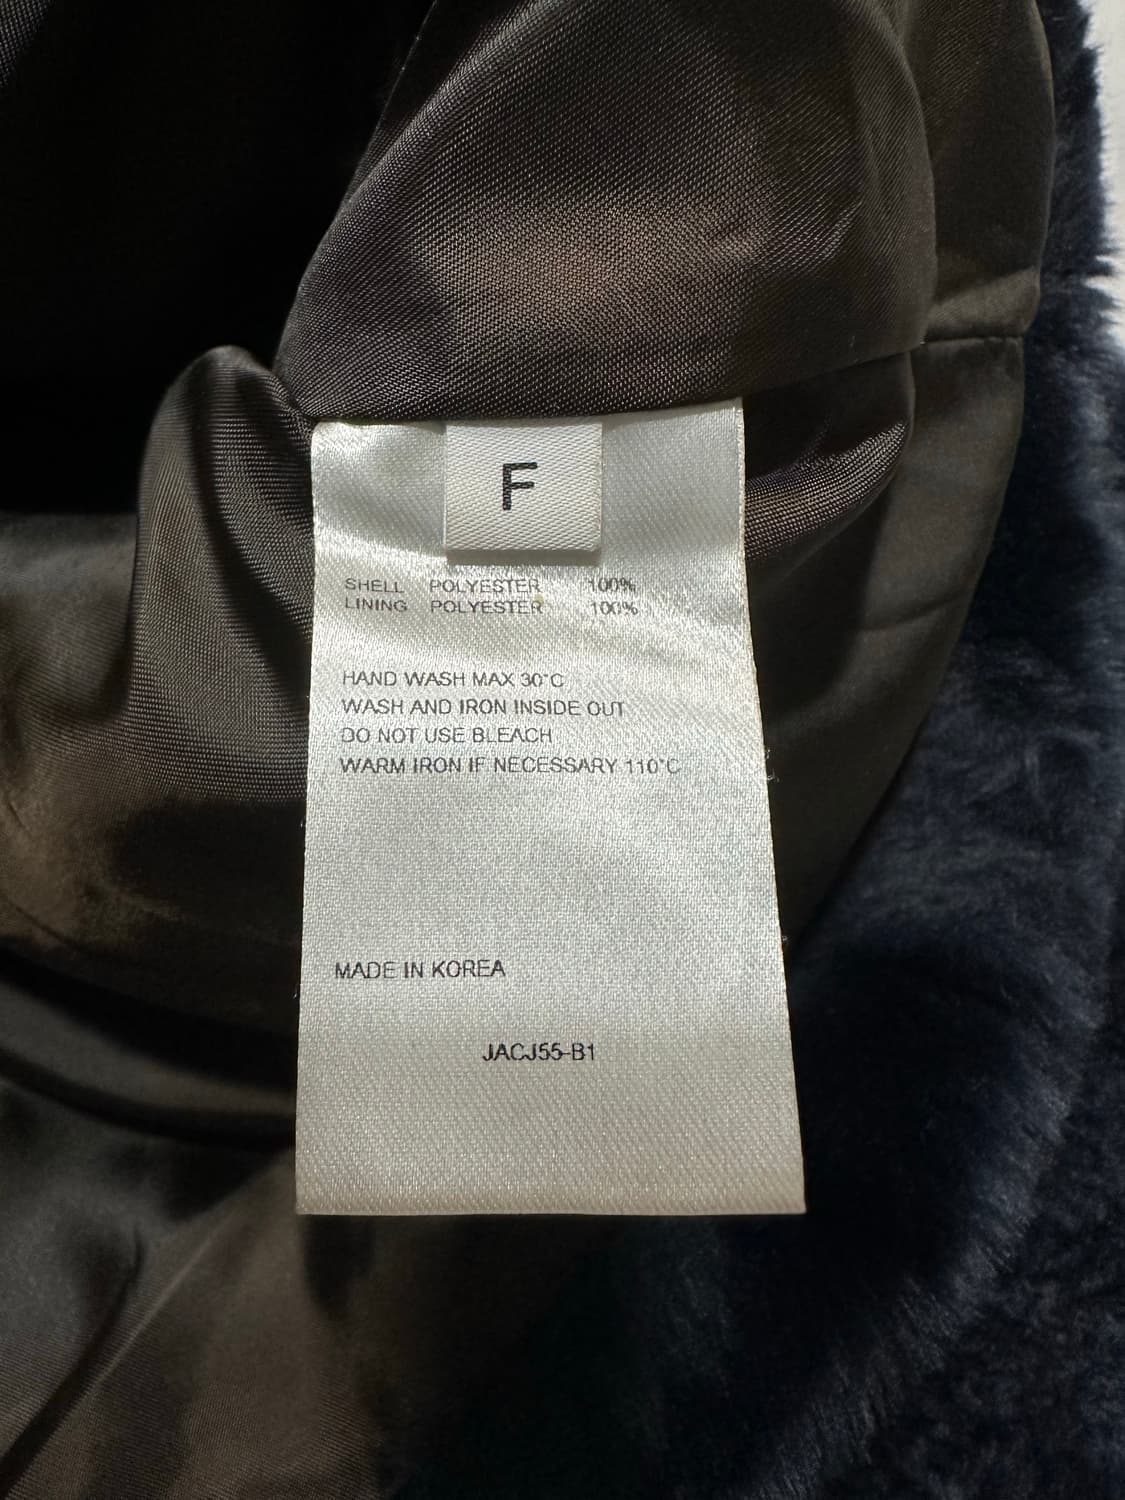 F
SHELL POLYESTER 100%
LINING POLYESTER 100%
HAND WASH MAX 30°C
WASH AND IRON INSIDE OUT
DO NOT USE BLEACH
WARM IRON IF NECESSARY 110°C
MADE IN KOREA
JACJ55-B1